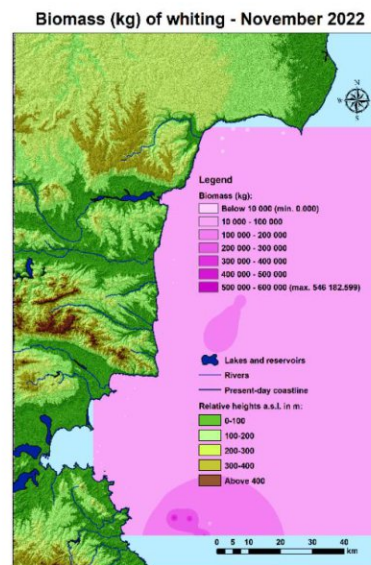 Biomass (kg) of whiting - November 2022
Legend
Biomass (kg):
Below 10 000 (min. 0.000)
10 000 - 100 000
100 000 - 200 000
200 000 - 300 000
300 000 - 400 000
400 000 - 500 000
500 000 - 600 000 (max. 546 182.599)
Lakes and reservoirs
Rivers
Present-day coastline
Relative heights a.s.l. in m:
0-100
100-200
200-300
300-400
Above 400
0 5 10 20 30 40
km